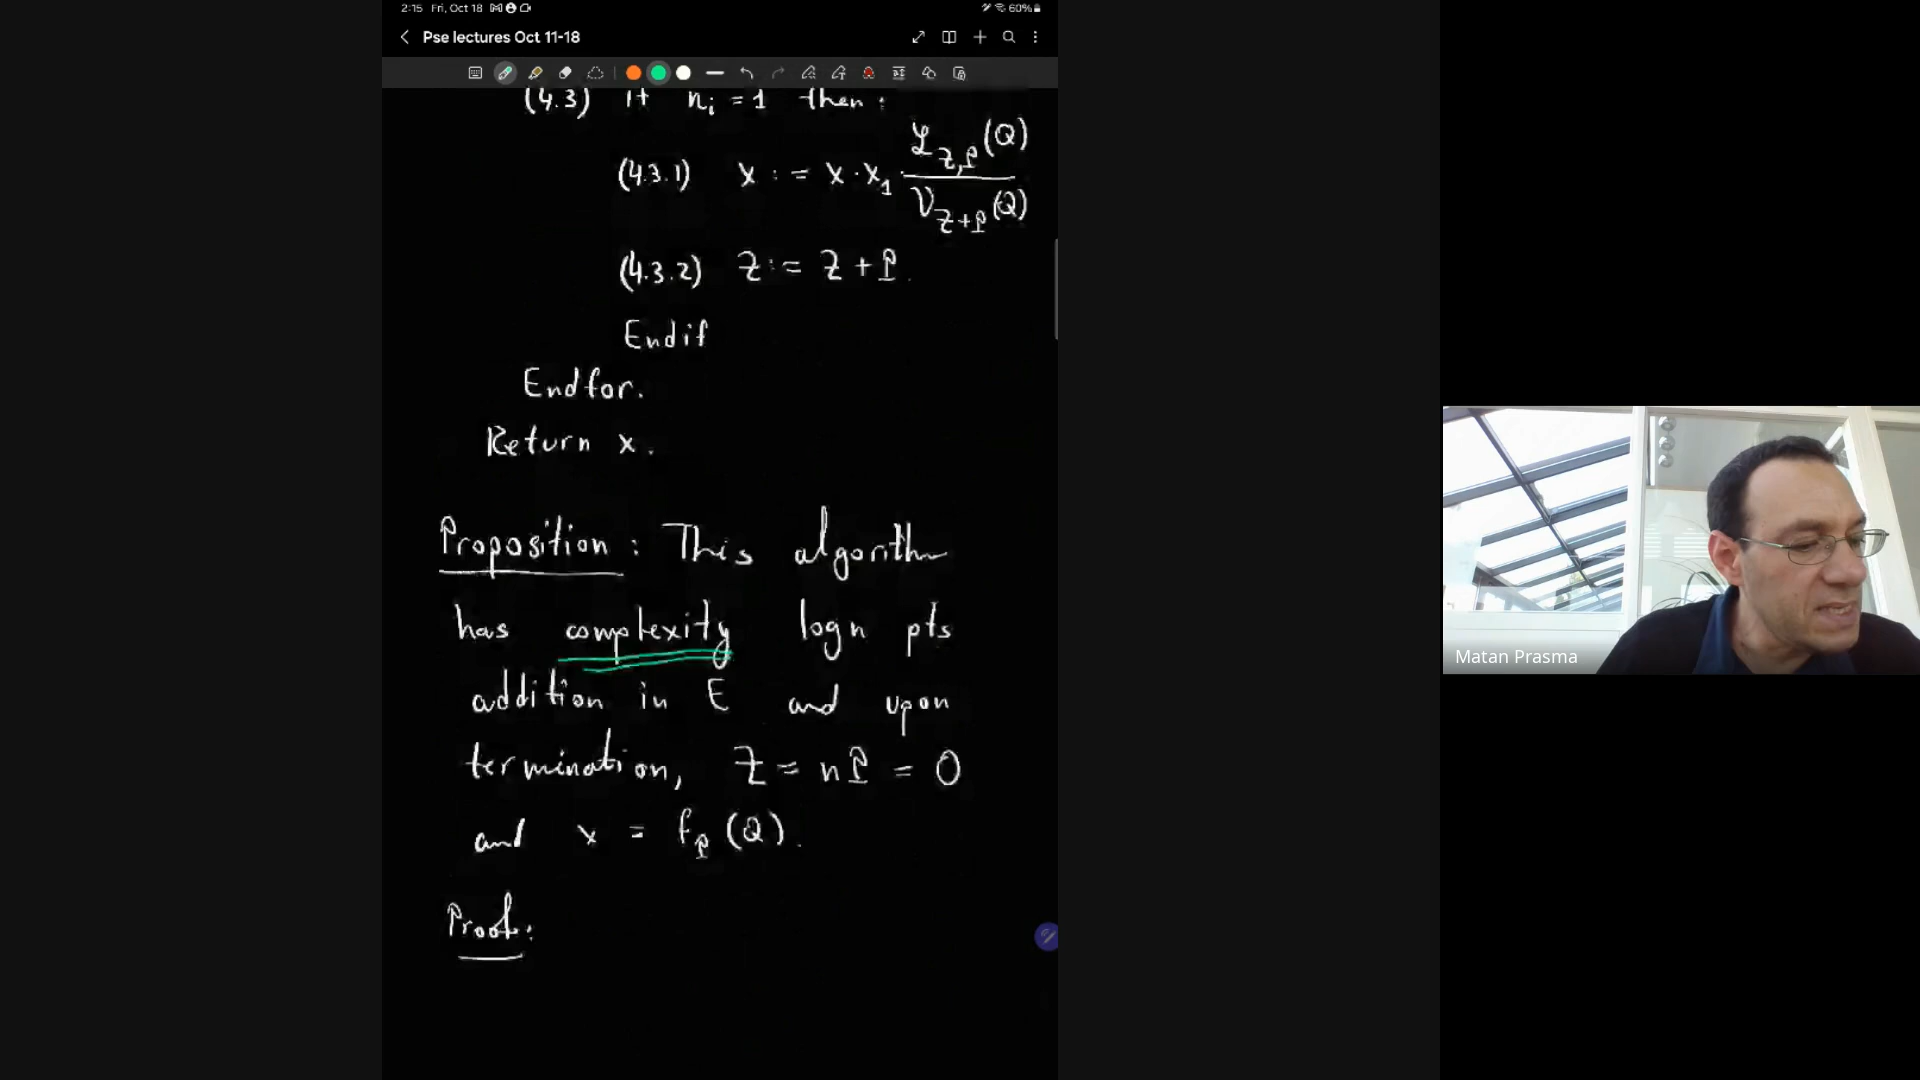 2:15 Fri, Oct 18
60%
Pse lectures Oct 11-18
(4.3) if n_i = 1 then :
(4.3.1) x := x · x_1 · ℒ_{Z,P}(Q) / V_{Z+P}(Q)
(4.3.2) Z := Z + P.
Endif
Endfor.
Return x.
Proposition : This algorithm
has complexity log n pts
addition in E and upon
termination, Z = nP = O
and x = f_P (Q).
Proof:
Matan Prasma